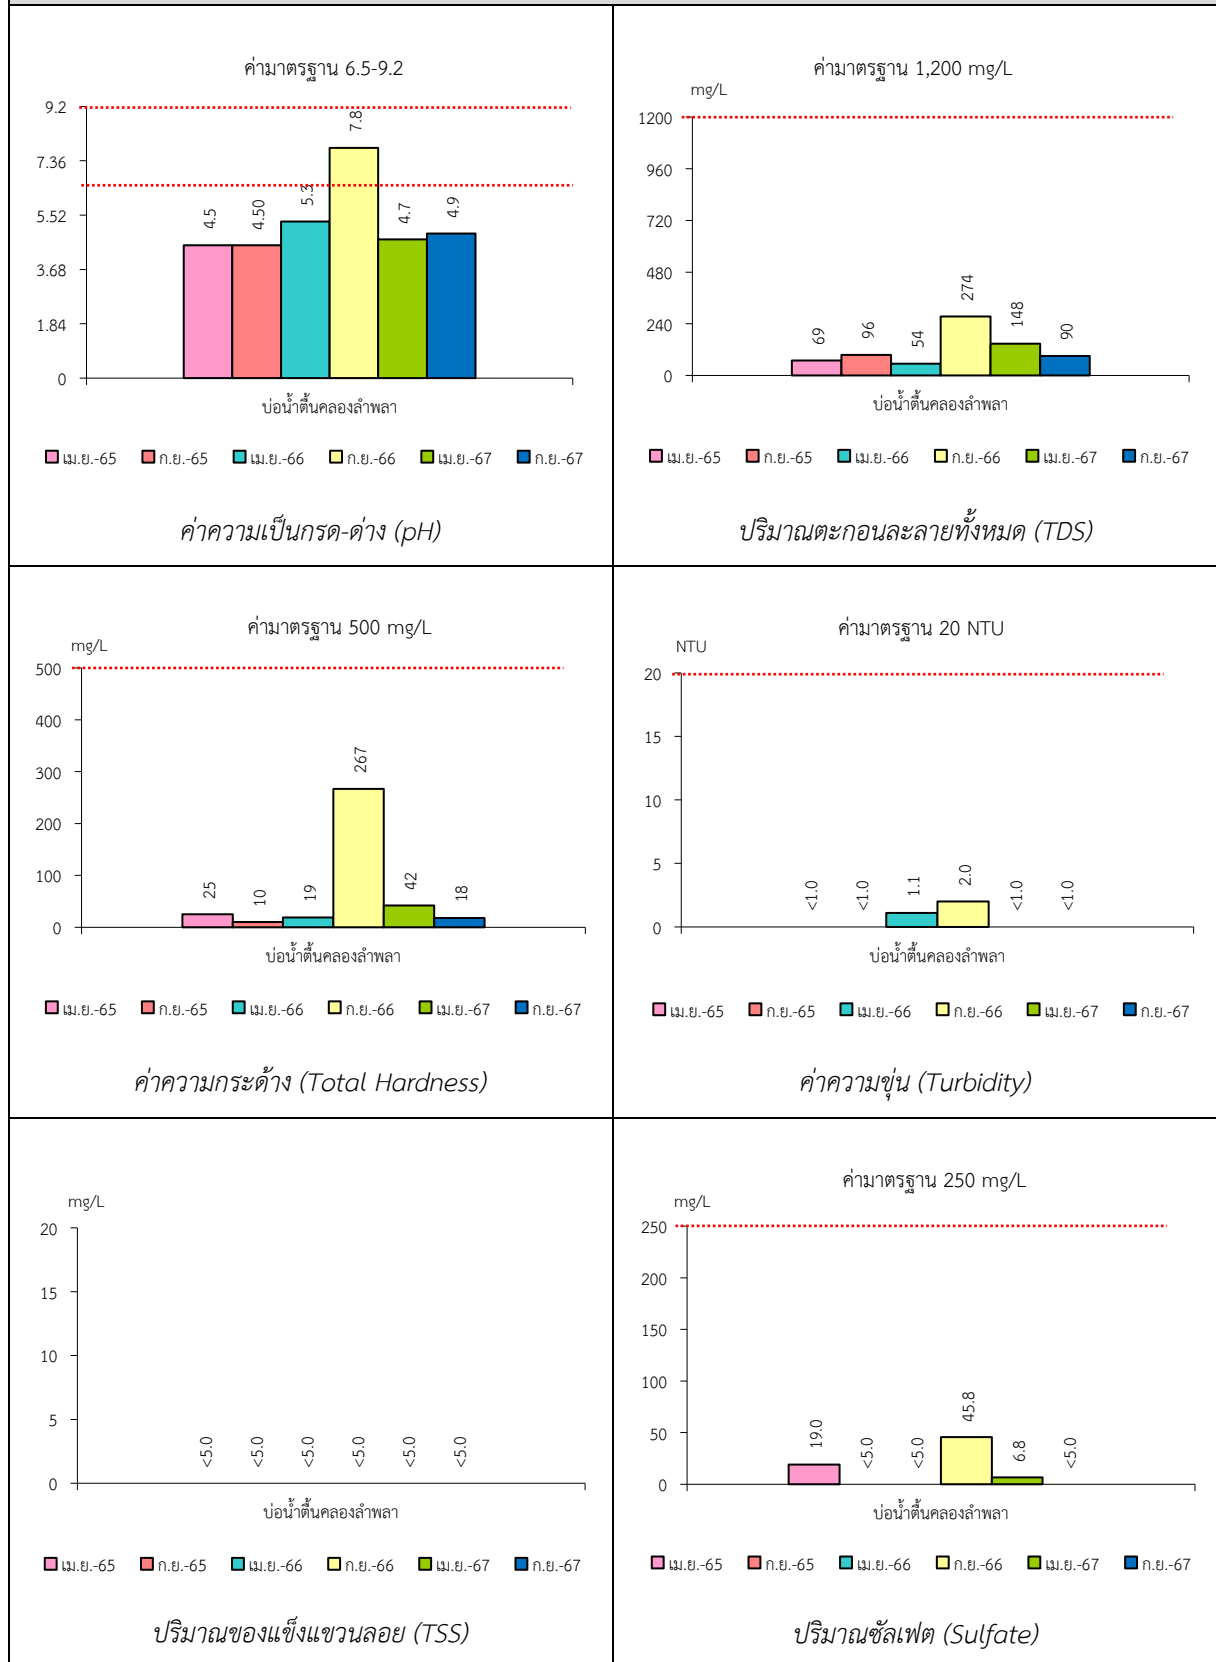 ค่ามาตรฐาน 6.5-9.2
9.2
7.36
5.52
3.68
1.84
0
4.5
4.50
5.3
7.8
4.7
4.9
บ่อน้ำตื้นคลองลำพลา
เม.ย.-65 ก.ย.-65 เม.ย.-66 ก.ย.-66 เม.ย.-67 ก.ย.-67
ค่าความเป็นกรด-ด่าง (pH)
ค่ามาตรฐาน 1,200 mg/L
mg/L
1200
960
720
480
240
0
69
96
54
274
148
90
บ่อน้ำตื้นคลองลำพลา
เม.ย.-65 ก.ย.-65 เม.ย.-66 ก.ย.-66 เม.ย.-67 ก.ย.-67
ปริมาณตะกอนละลายทั้งหมด (TDS)
ค่ามาตรฐาน 500 mg/L
mg/L
500
400
300
200
100
0
25
10
19
267
42
18
บ่อน้ำตื้นคลองลำพลา
เม.ย.-65 ก.ย.-65 เม.ย.-66 ก.ย.-66 เม.ย.-67 ก.ย.-67
ค่าความกระด้าง (Total Hardness)
ค่ามาตรฐาน 20 NTU
NTU
20
15
10
5
0
<1.0
<1.0
1.1
2.0
<1.0
<1.0
บ่อน้ำตื้นคลองลำพลา
เม.ย.-65 ก.ย.-65 เม.ย.-66 ก.ย.-66 เม.ย.-67 ก.ย.-67
ค่าความขุ่น (Turbidity)
mg/L
20
15
10
5
0
<5.0
<5.0
<5.0
<5.0
<5.0
<5.0
บ่อน้ำตื้นคลองลำพลา
เม.ย.-65 ก.ย.-65 เม.ย.-66 ก.ย.-66 เม.ย.-67 ก.ย.-67
ปริมาณของแข็งแขวนลอย (TSS)
ค่ามาตรฐาน 250 mg/L
mg/L
250
200
150
100
50
0
19.0
<5.0
<5.0
45.8
6.8
<5.0
บ่อน้ำตื้นคลองลำพลา
เม.ย.-65 ก.ย.-65 เม.ย.-66 ก.ย.-66 เม.ย.-67 ก.ย.-67
ปริมาณซัลเฟต (Sulfate)